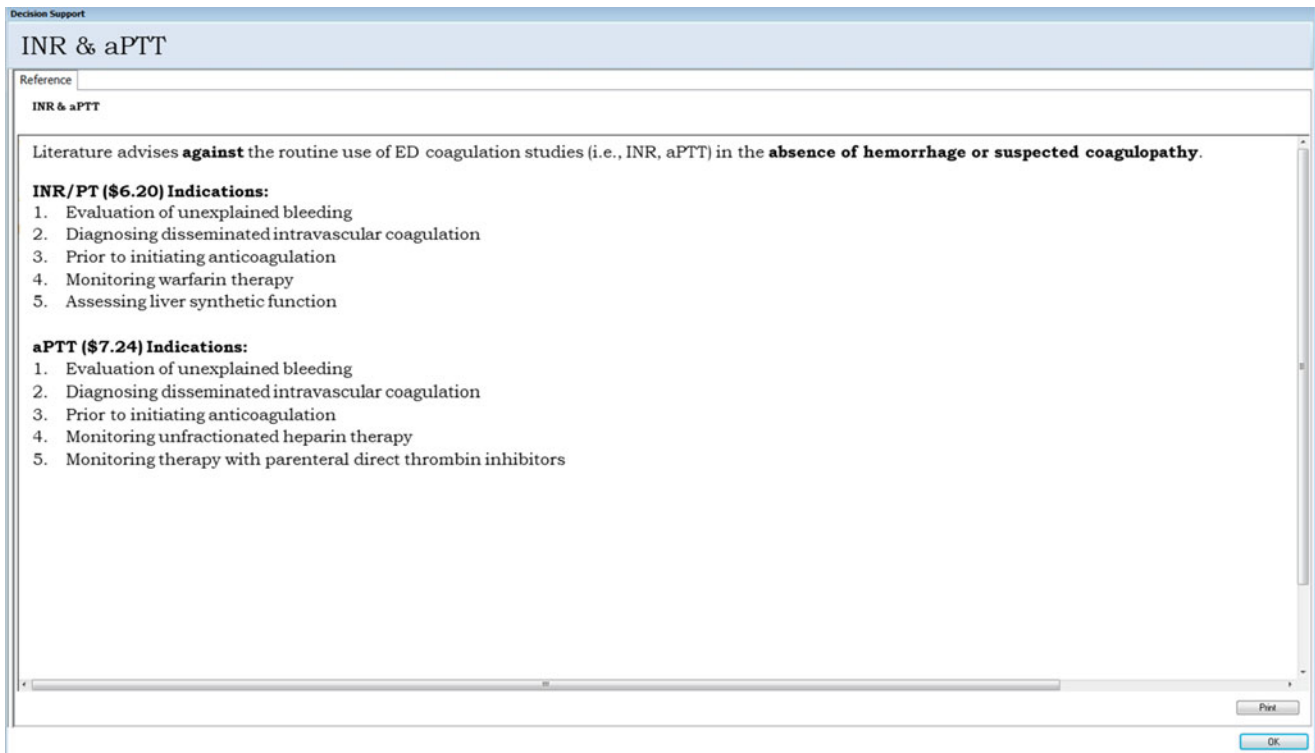 Decision Support
INR & aPTT
Reference
INR & aPTT
Literature advises against the routine use of ED coagulation studies (i.e., INR, aPTT) in the absence of hemorrhage or suspected coagulopathy.
INR/PT ($6.20) Indications:
1. Evaluation of unexplained bleeding
2. Diagnosing disseminated intravascular coagulation
3. Prior to initiating anticoagulation
4. Monitoring warfarin therapy
5. Assessing liver synthetic function
aPTT ($7.24) Indications:
1. Evaluation of unexplained bleeding
2. Diagnosing disseminated intravascular coagulation
3. Prior to initiating anticoagulation
4. Monitoring unfractionated heparin therapy
5. Monitoring therapy with parenteral direct thrombin inhibitors
Print
OK